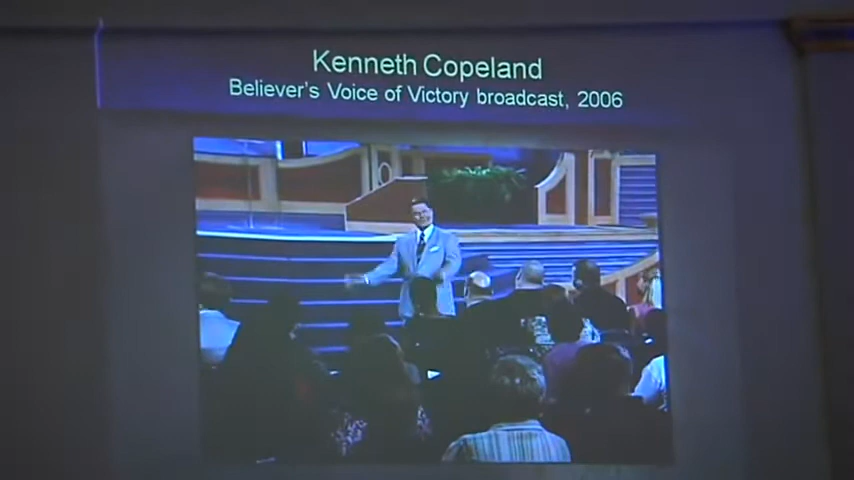 Kenneth Copeland
Believer's Voice of Victory broadcast, 2006